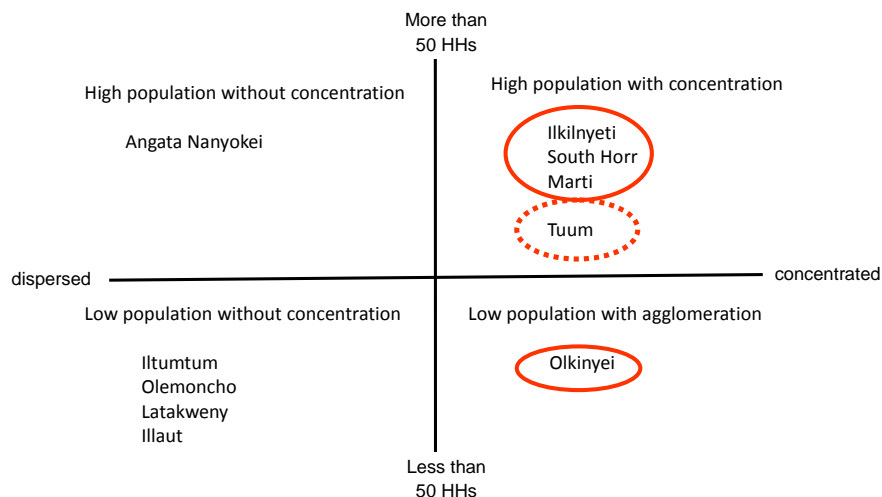 More than
50 HHs
High population without concentration
High population with concentration
Angata Nanyokei
Ilkilnyeti
South Horr
Marti
Tuum
dispersed
concentrated
Low population without concentration
Low population with agglomeration
Iltumtum
Olemoncho
Latakweny
Illaut
Olkinyei
Less than
50 HHs